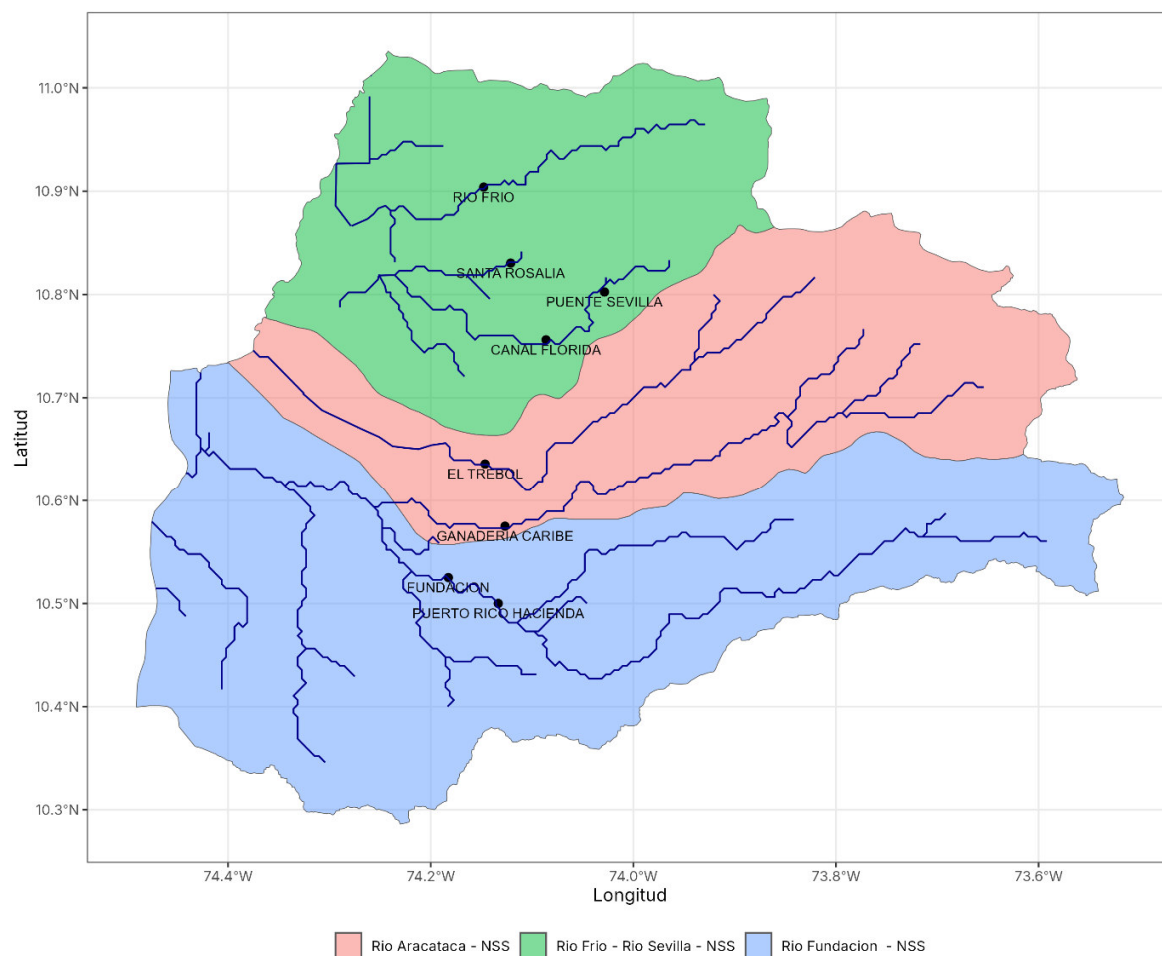 11.0°N
10.9°N
10.8°N
10.7°N
10.6°N
10.5°N
10.4°N
10.3°N
Latitud
RIO FRIO
SANTA ROSALIA
PUENTE SEVILLA
CANAL FLORIDA
EL TREBOL
GANADERIA CARIBE
FUNDACION
PUERTO RICO HACIENDA
74.4°W 74.2°W 74.0°W 73.8°W 73.6°W
Longitud
Rio Aracataca - NSS Rio Frio - Rio Sevilla - NSS Rio Fundacion - NSS